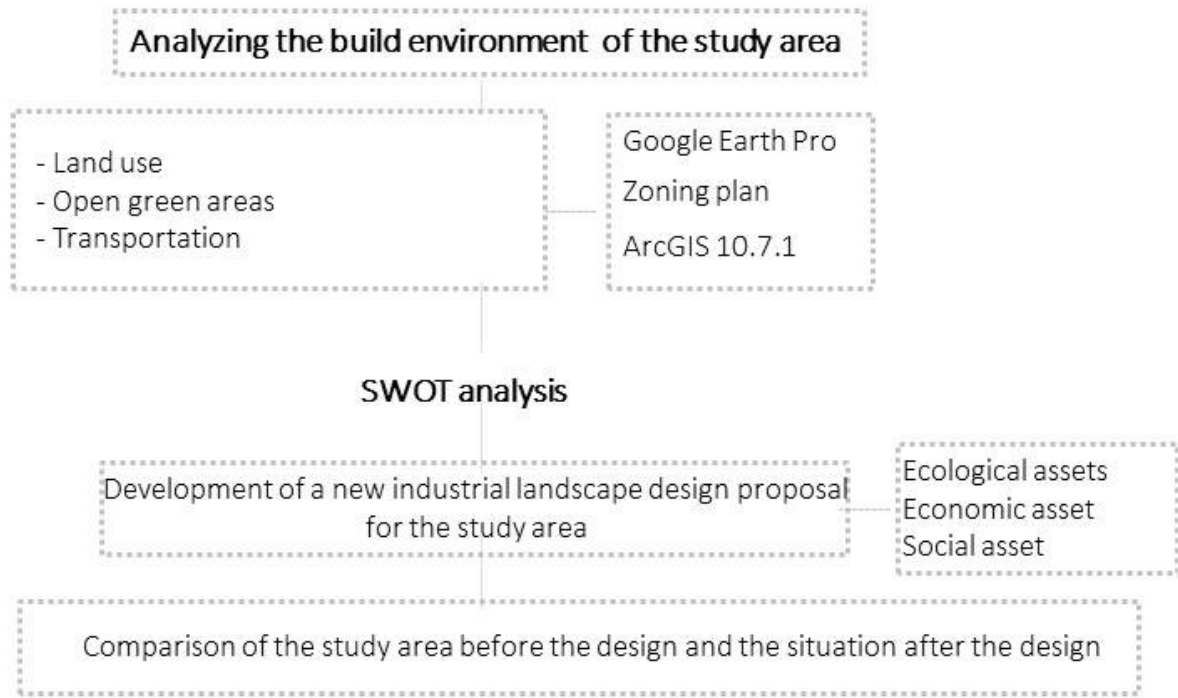 Analyzing the build environment of the study area
- Land use
- Open green areas
- Transportation
Google Earth Pro
Zoning plan
ArcGIS 10.7.1
SWOT analysis
Development of a new industrial landscape design proposal
for the study area
Ecological assets
Economic asset
Social asset
Comparison of the study area before the design and the situation after the design